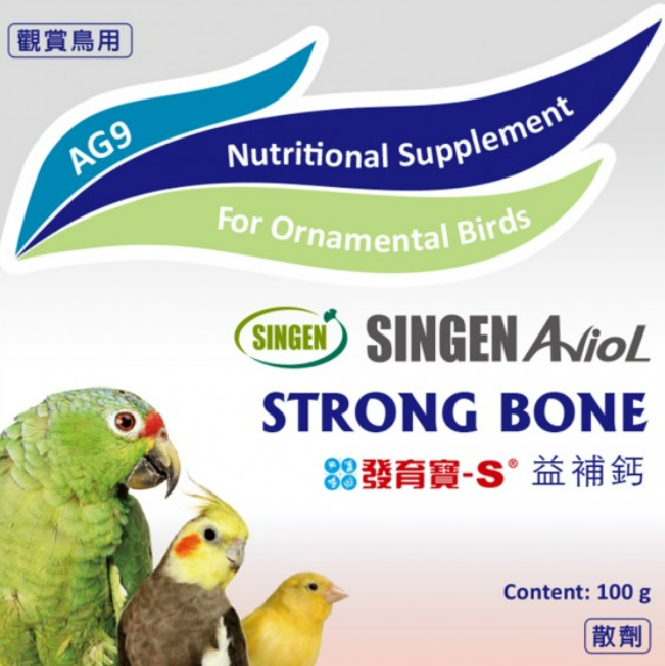 觀賞鳥用
AG9
Nutritional Supplement
For Ornamental Birds
SINGEN
SINGEN AvioL
STRONG BONE
發育寶-S® 益補鈣
Content: 100 g
散劑